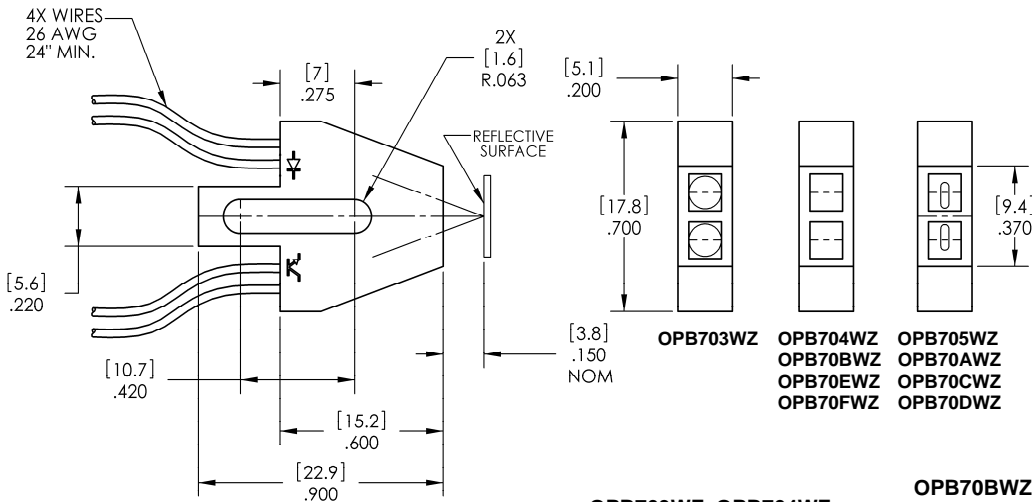 4X WIRES
26 AWG
24" MIN.
[7]
.275
2X
[1.6]
R.063
[5.1]
.200
REFLECTIVE
SURFACE
[17.8]
.700
[9.4]
.370
[5.6]
.220
[3.8]
.150
NOM
[10.7]
.420
[15.2]
.600
[22.9]
.900
OPB703WZ
OPB704WZ
OPB70BWZ
OPB70EWZ
OPB70FWZ
OPB705WZ
OPB70AWZ
OPB70CWZ
OPB70DWZ
OPB70BWZ